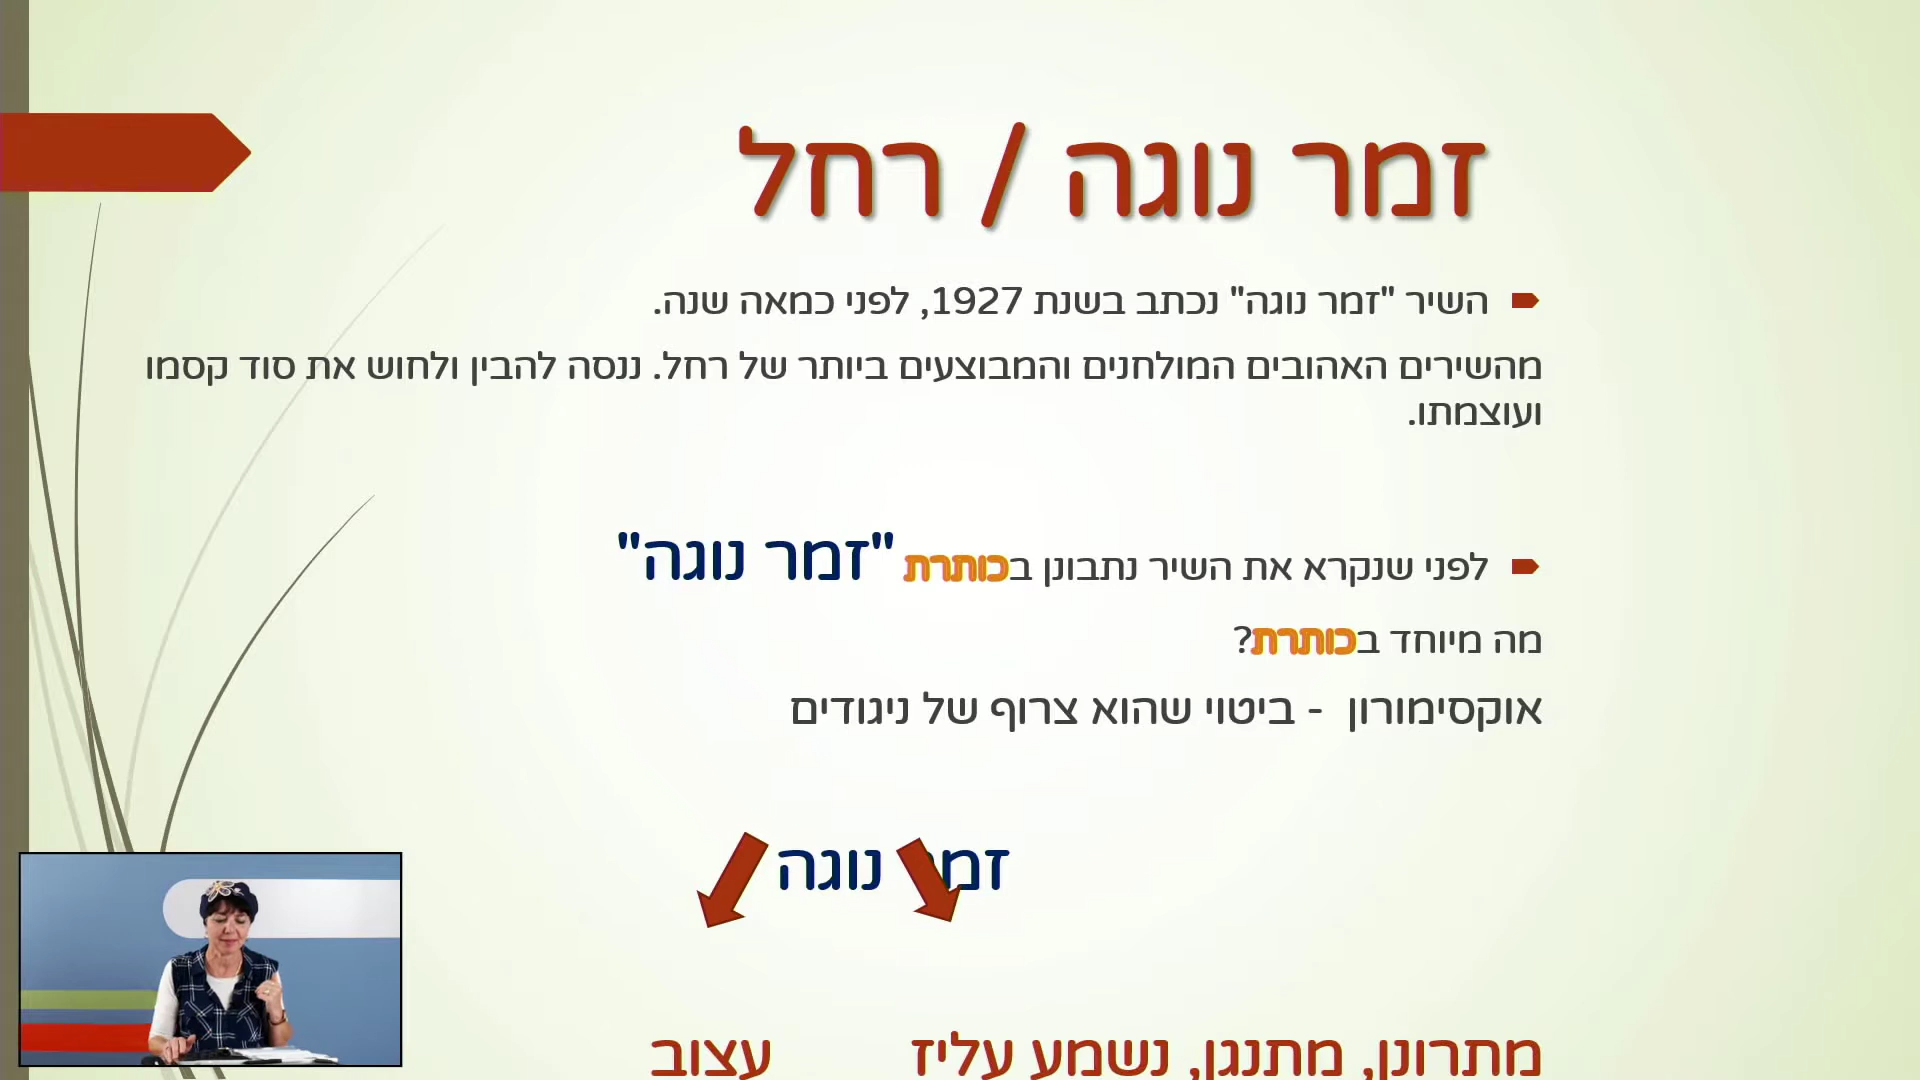 זמר נוגה / רחל
השיר "זמר נוגה" נכתב בשנת 1927, לפני כמאה שנה.
מהשירים האהובים המולחנים והמבוצעים ביותר של רחל. ננסה להבין ולחוש את סוד קסמו
ועוצמתו.
לפני שנקרא את השיר נתבונן בכותרת "זמר נוגה"
מה מיוחד בכותרת?
אוקסימורון - ביטוי שהוא צרוף של ניגודים
זמר נוגה
מתרונן, מתנגן, נשמע עליז עצוב